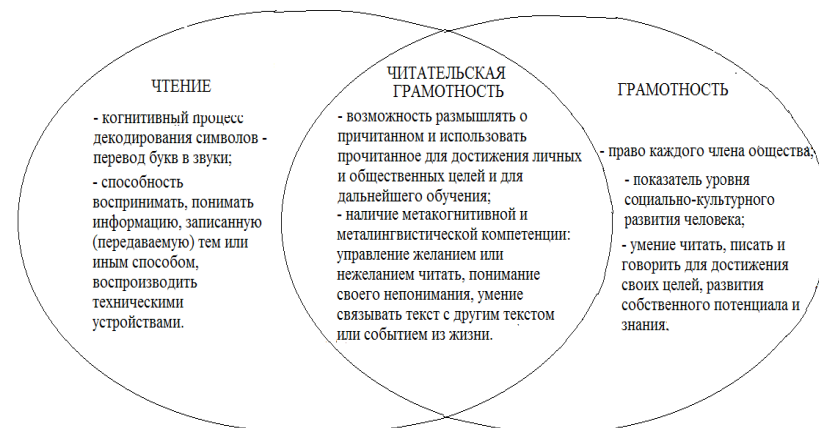 ЧТЕНИЕ
- когнитивный процесс
декодирования символов -
перевод букв в звуки;
- способность
воспринимать, понимать
информацию, записанную
(передаваемую) тем или
иным способом,
воспроизводить
техническими
устройствами.
ЧИТАТЕЛЬСКАЯ
ГРАМОТНОСТЬ
- возможность размышлять о
причитанном и использовать
прочитанное для достижения личных
и общественных целей и для
дальнейшего обучения;
- наличие метакогнитивной и
металингвистической компетенции:
управление желанием или
нежеланием читать, понимание
своего непонимания, умение
связывать текст с другим текстом
или событием из жизни.
ГРАМОТНОСТЬ
- право каждого члена общества;
- показатель уровня
социально-культурного
развития человека;
- умение читать, писать и
говорить для достижения
своих целей, развития
собственного потенциала и
знания.